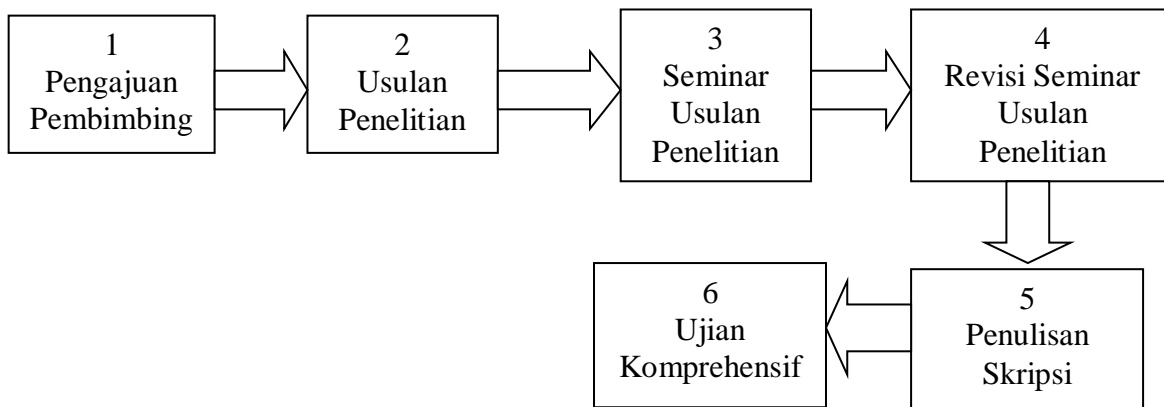 1
Pengajuan
Pembimbing
2
Usulan
Penelitian
3
Seminar
Usulan
Penelitian
4
Revisi Seminar
Usulan
Penelitian
5
Penulisan
Skripsi
6
Ujian
Komprehensif